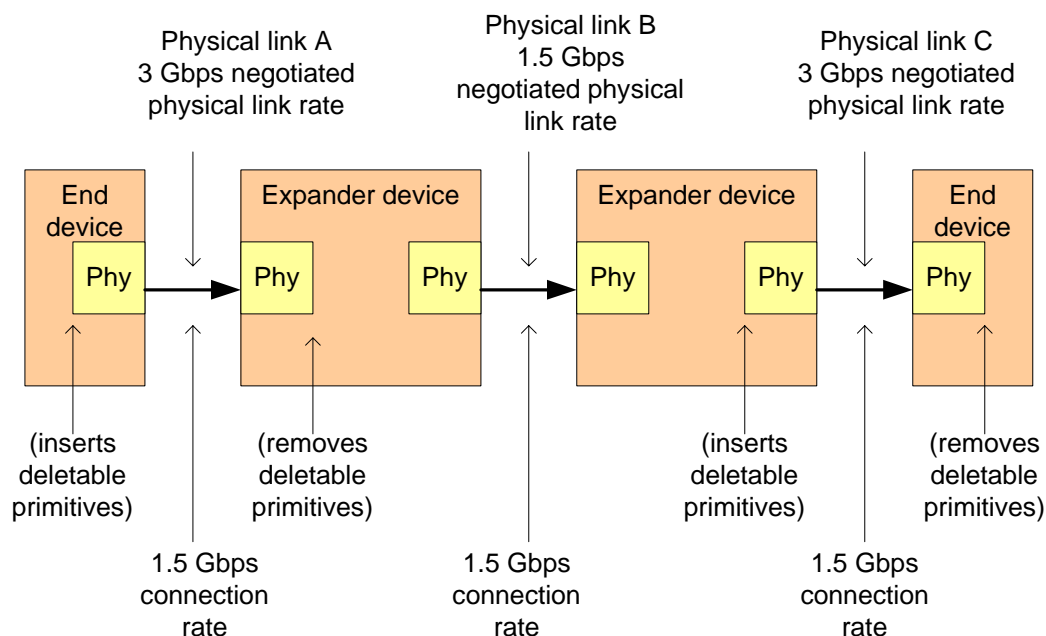 Physical link A
3 Gbps negotiated
physical link rate
Physical link B
1.5 Gbps
negotiated physical
link rate
Physical link C
3 Gbps negotiated
physical link rate
End
device
Phy
Expander device
Phy
Phy
Expander device
Phy
Phy
End
device
Phy
(inserts
deletable
primitives)
(removes
deletable
primitives)
(inserts
deletable
primitives)
(removes
deletable
primitives)
1.5 Gbps
connection
rate
1.5 Gbps
connection
rate
1.5 Gbps
connection
rate